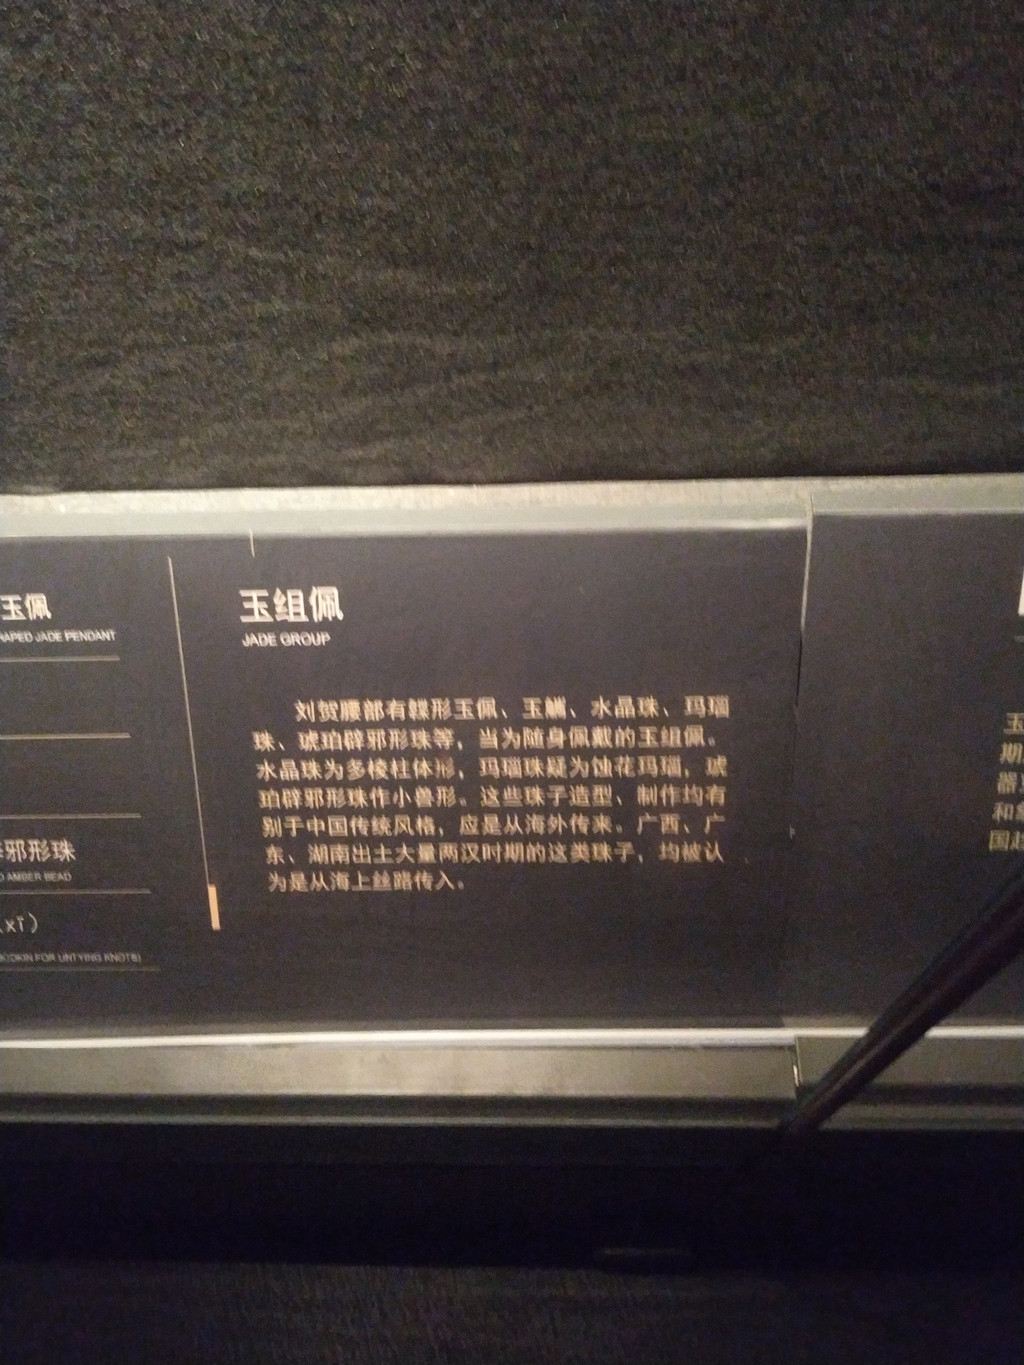 玉佩
HAPED JADE PENDANT
邪形珠
AMBER BEAD
(xī)
FOR UNTYING KNOTS)
玉组佩
JADE GROUP
刘贺腰部有韘形玉佩、玉觿、水晶珠、玛瑙
珠、琥珀辟邪形珠等，当为随身佩戴的玉组佩。
水晶珠为多棱柱体形，玛瑙珠疑为蚀花玛瑙，琥
珀辟邪形珠作小兽形。这些珠子造型、制作均有
别于中国传统风格，应是从海外传来。广西、广
东、湖南出土大量两汉时期的这类珠子，均被认
为是从海上丝路传入。
玉
期
器
和
国